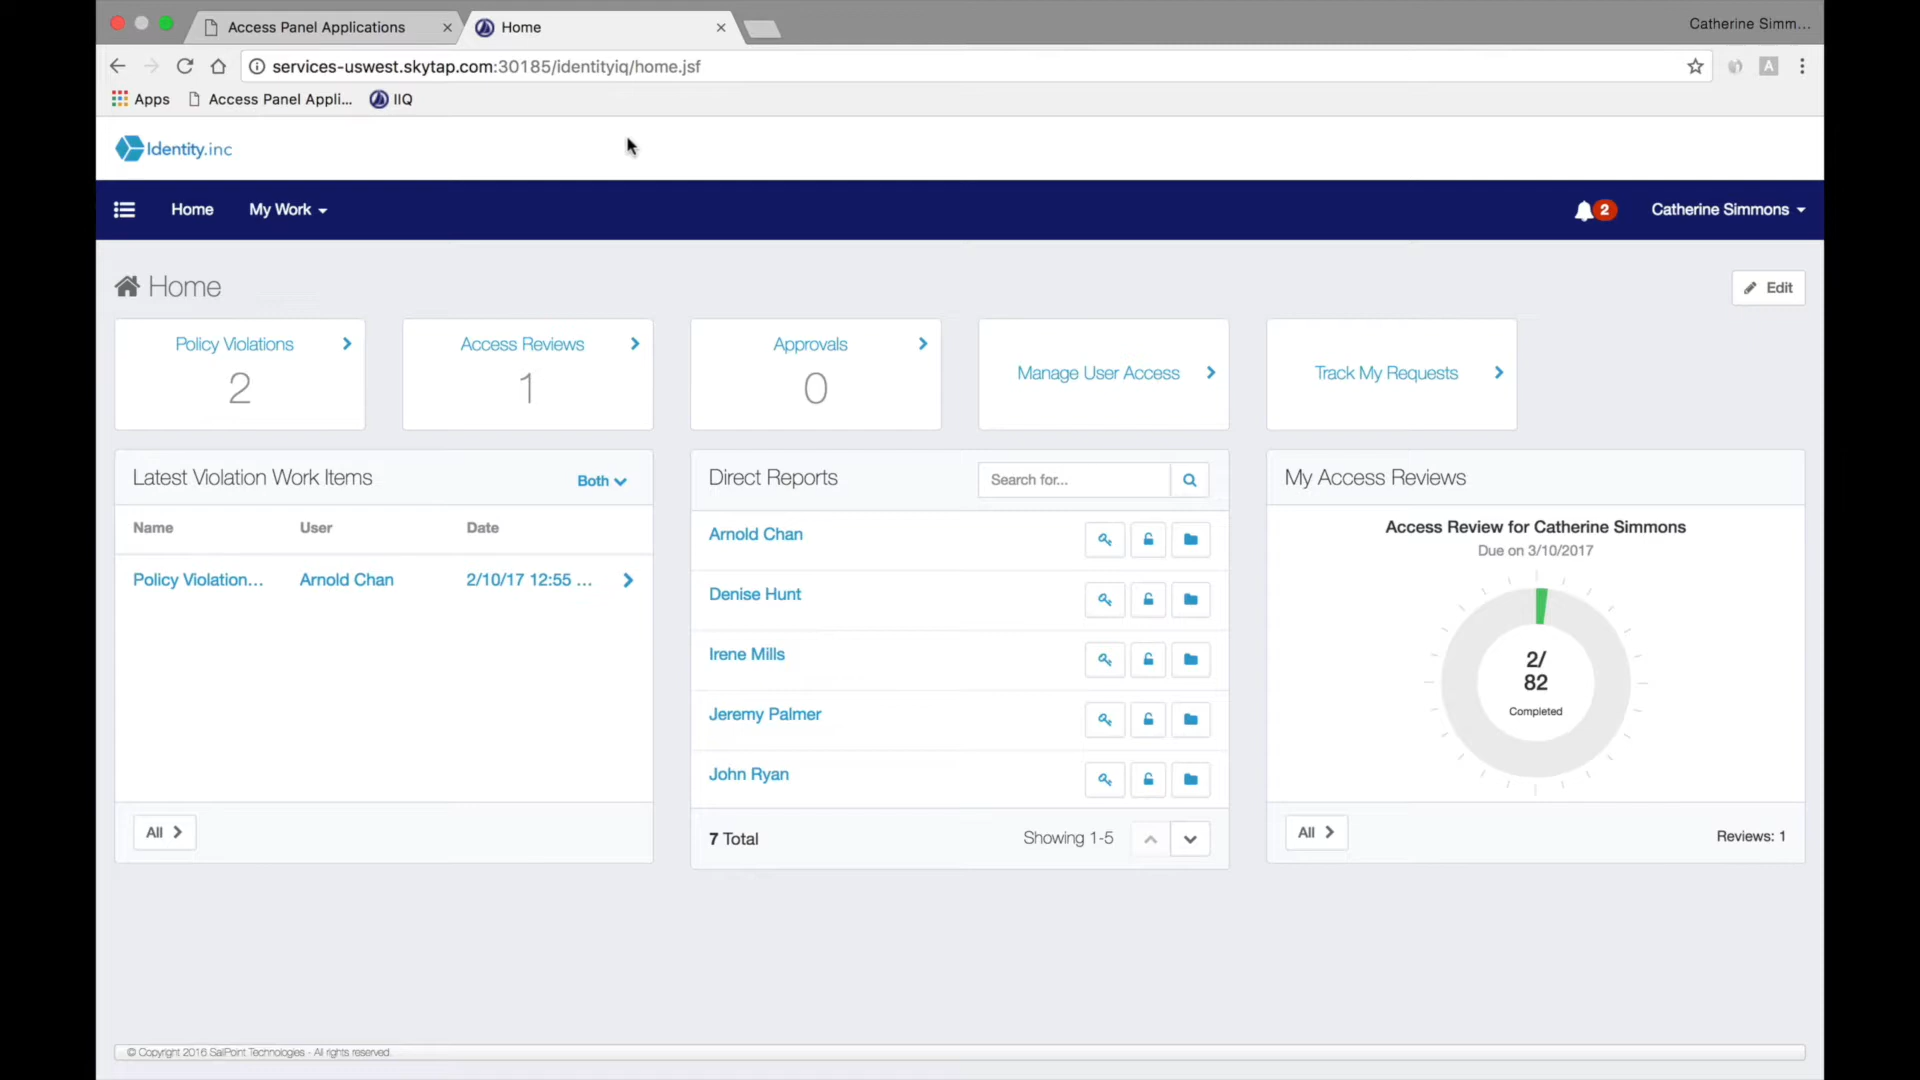 Access Panel Applications
Home
Catherine Simm...
services-uswest.skytap.com:30185/identityiq/home.jsf
A
Apps
Access Panel Appli...
IIQ
Identity.inc
Home
My Work
2
Catherine Simmons
Home
Edit
Policy Violations
2
Access Reviews
1
Approvals
0
Manage User Access
Track My Requests
Latest Violation Work Items
Both
Name User Date
Policy Violation... Arnold Chan 2/10/17 12:55 ...
All
Direct Reports
Search for...
Arnold Chan
Denise Hunt
Irene Mills
Jeremy Palmer
John Ryan
7 Total
Showing 1-5
My Access Reviews
Access Review for Catherine Simmons
Due on 3/10/2017
2/
82
Completed
All
Reviews: 1
© Copyright 2016 SailPoint Technologies - All rights reserved.